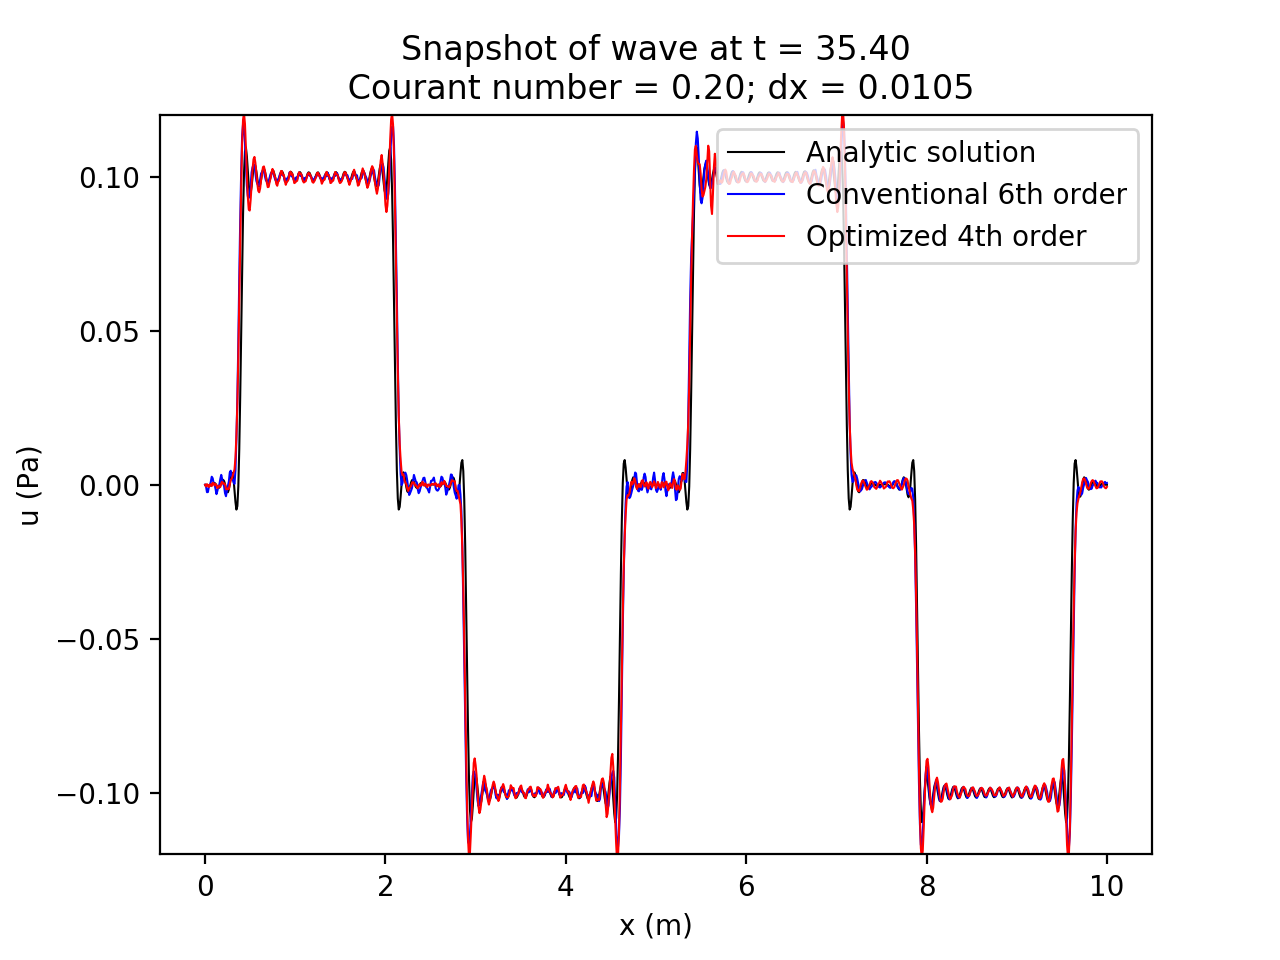 Snapshot of wave at t = 35.40
Courant number = 0.20; dx = 0.0105
Analytic solution
Conventional 6th order
Optimized 4th order
0.10
0.05
0.00
−0.05
−0.10
u (Pa)
0 2 4 6 8 10
x (m)